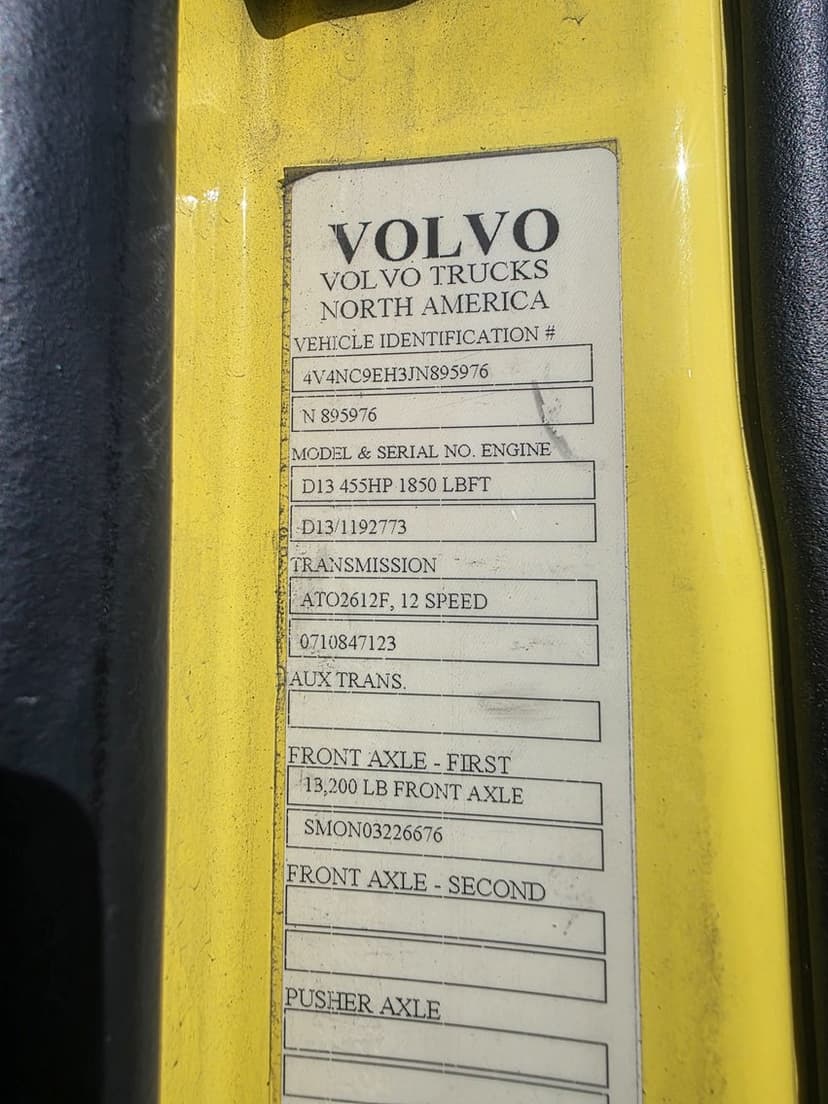 VOLVO
VOLVO TRUCKS
NORTH AMERICA
VEHICLE IDENTIFICATION #
4V4NC9EH3JN895976
N 895976
MODEL & SERIAL NO. ENGINE
D13 455HP 1850 LBFT
D13/1192773
TRANSMISSION
ATO2612F, 12 SPEED
0710847123
AUX TRANS.
FRONT AXLE - FIRST
13,200 LB FRONT AXLE
SMON03226676
FRONT AXLE - SECOND
PUSHER AXLE